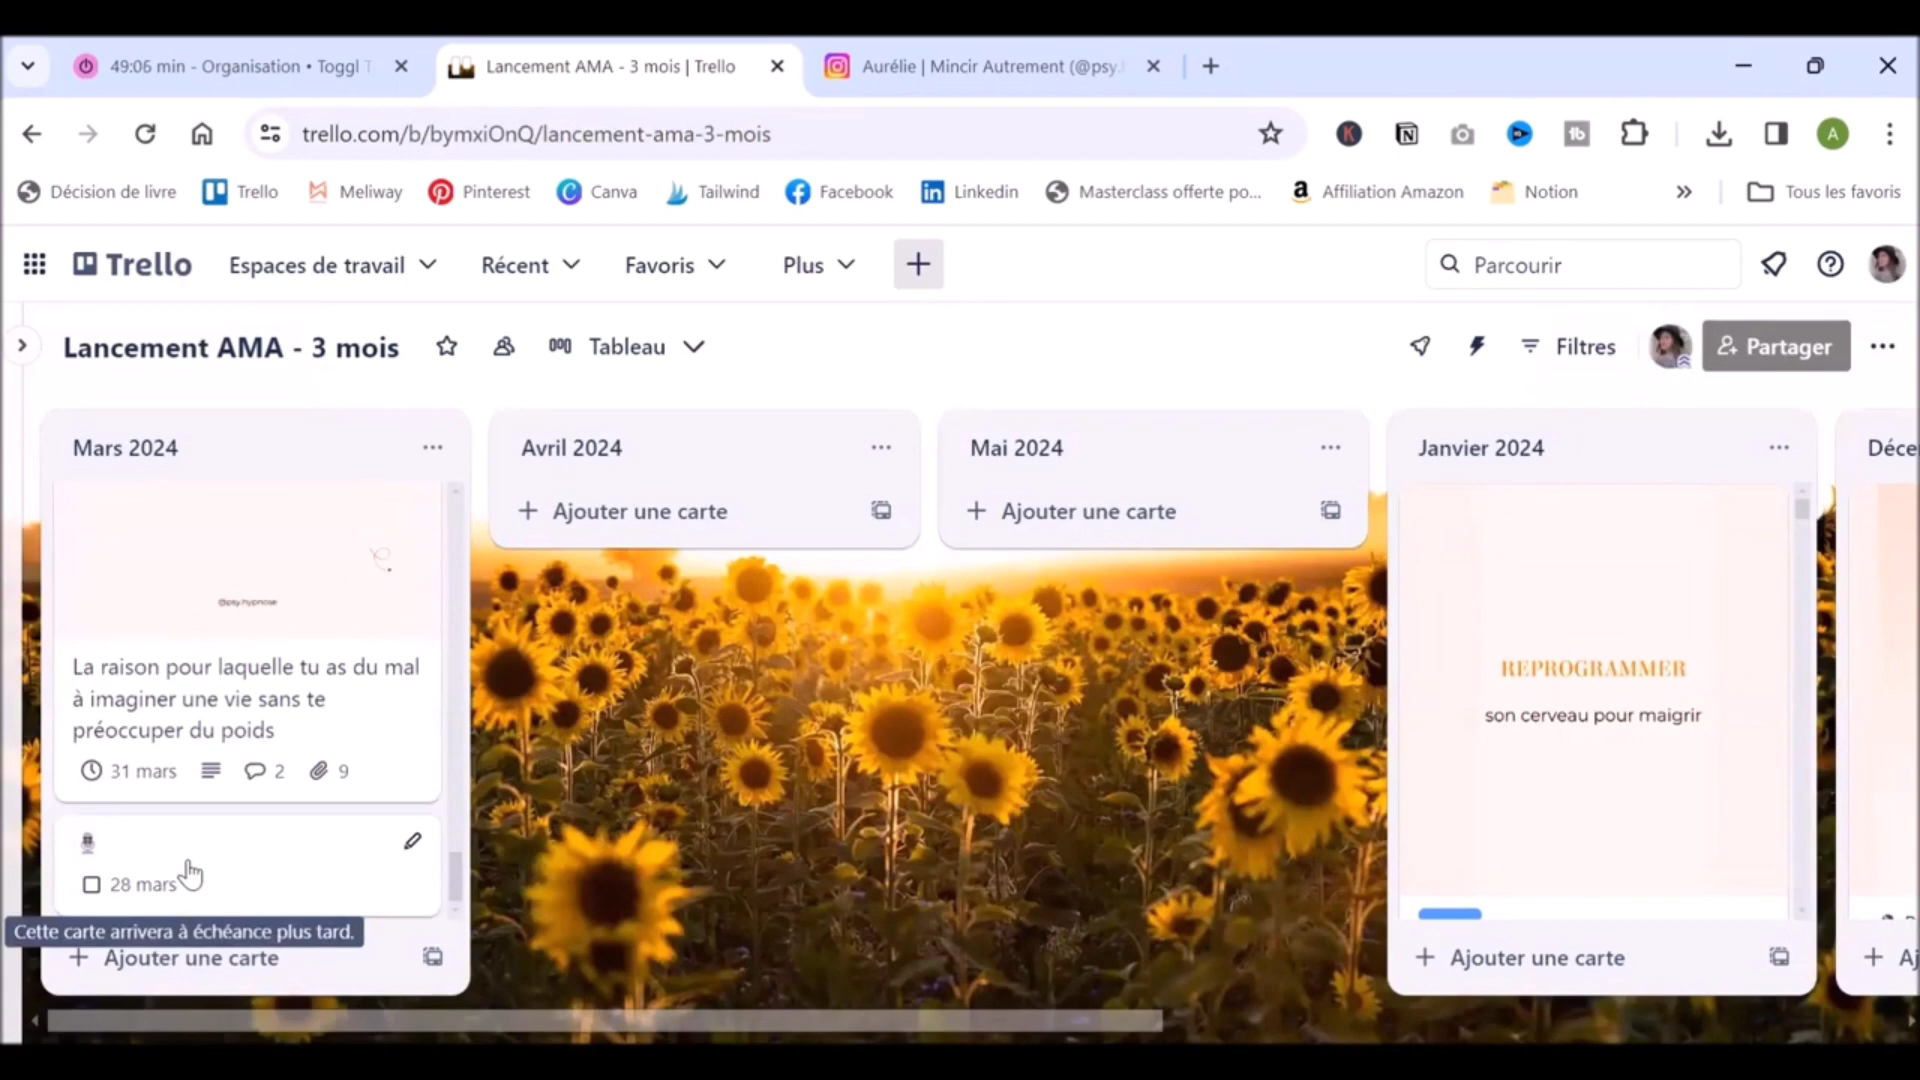 49:06 min - Organisation • Toggl T
Lancement AMA - 3 mois | Trello
Aurélie | Mincir Autrement (@psy.
trello.com/b/bymxiOnQ/lancement-ama-3-mois
K
tb
A
Décision de livre
Trello
Meliway
Pinterest
Canva
Tailwind
Facebook
Linkedin
Masterclass offerte po...
Affiliation Amazon
Notion
Tous les favoris
Trello
Espaces de travail
Récent
Favoris
Plus
Parcourir
Lancement AMA - 3 mois
Tableau
Filtres
Partager
Mars 2024
@psy.hypnose
La raison pour laquelle tu as du mal
à imaginer une vie sans te
préoccuper du poids
31 mars
2
9
28 mars
Cette carte arrivera à échéance plus tard.
Ajouter une carte
Avril 2024
Ajouter une carte
Mai 2024
Ajouter une carte
Janvier 2024
REPROGRAMMER
son cerveau pour maigrir
Ajouter une carte
Déce
Aj